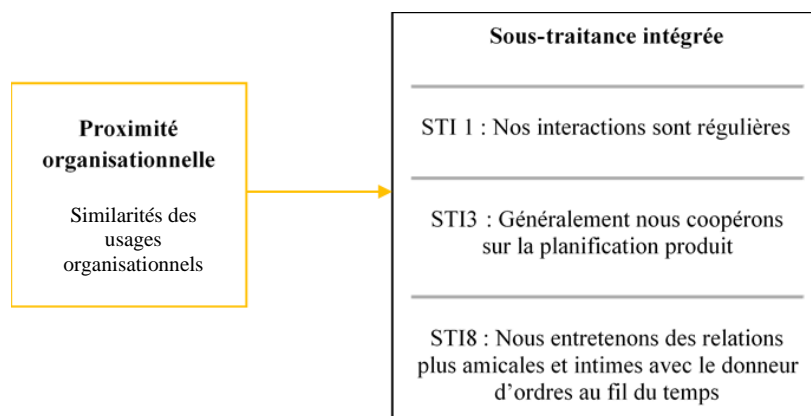 Proximité
organisationnelle
Similarités des
usages
organisationnels
Sous-traitance intégrée
STI 1 : Nos interactions sont régulières
STI3 : Généralement nous coopérons
sur la planification produit
STI8 : Nous entretenons des relations
plus amicales et intimes avec le donneur
d'ordres au fil du temps